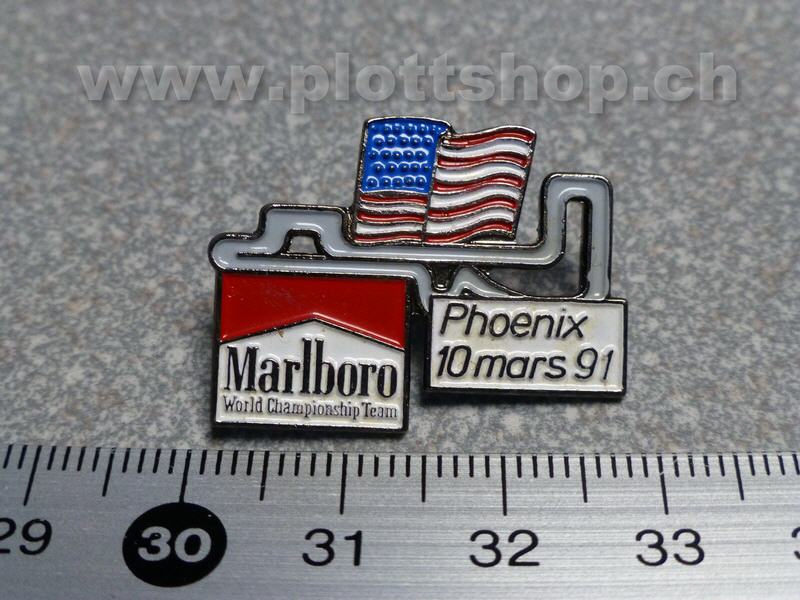 www.plottshop.ch
Marlboro
World Championship Team
Phoenix
10 mars 91
29 30 31 32 33